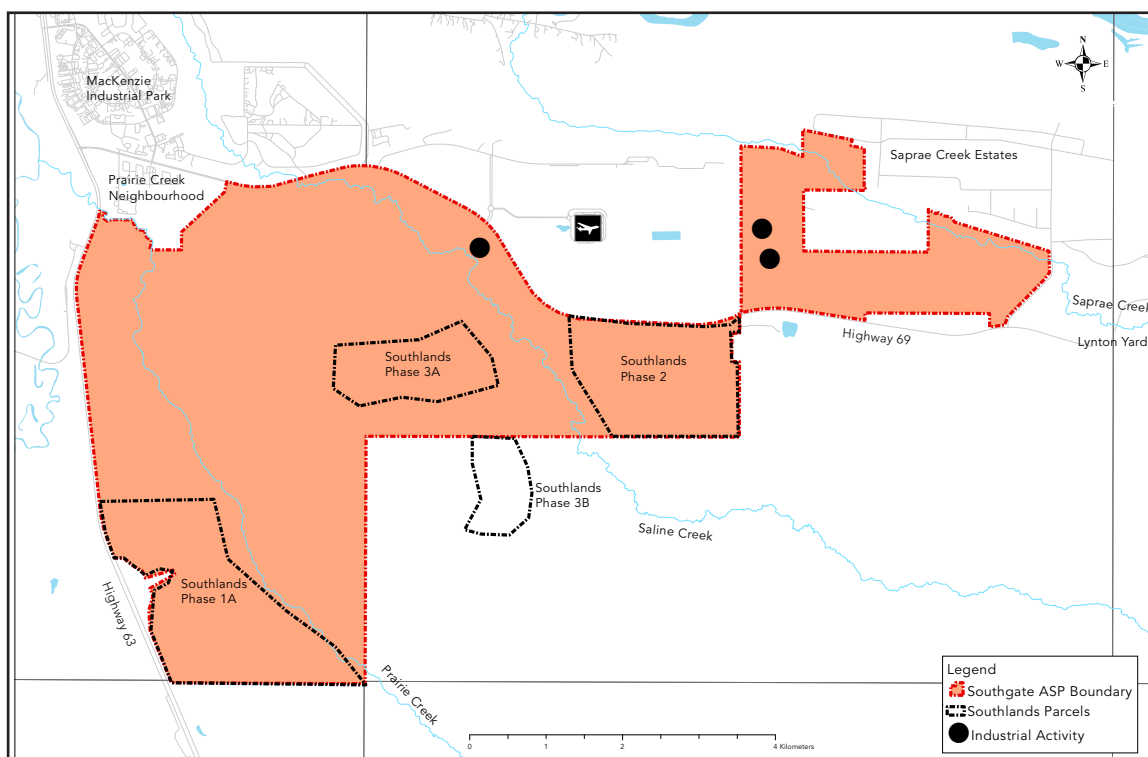 MacKenzie
Industrial Park
N
W
E
S
Saprae Creek Estates
Prairie Creek
Neighbourhood
Saprae Creek
Highway 69
Lynton Yard
Southlands
Phase 3A
Southlands
Phase 2
Southlands
Phase 3B
Saline Creek
Southlands
Phase 1A
Highway 63
Prairie Creek
Legend
Southgate ASP Boundary
Southlands Parcels
Industrial Activity
0 1 2 4 Kilometers